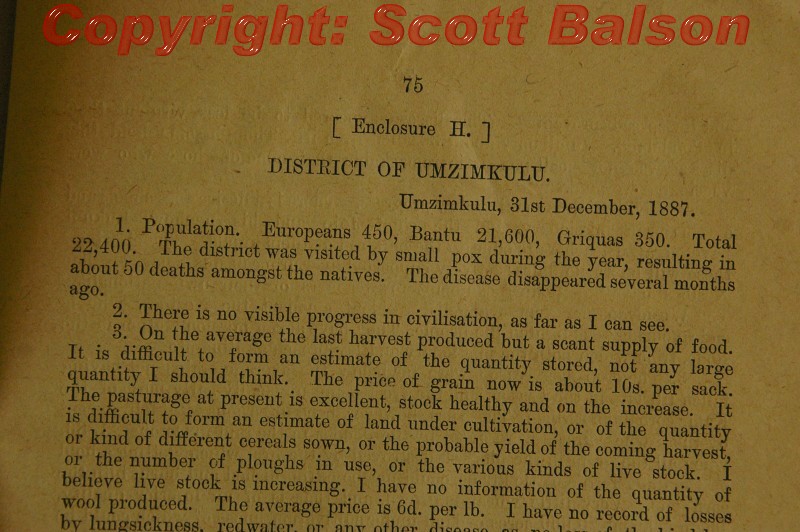 Copyright: Scott Balson
75
[ Enclosure H. ]
DISTRICT OF UMZIMKULU.
Umzimkulu, 31st December, 1887.
1. Population. Europeans 450, Bantu 21,600, Griquas 350. Total
22,400. The district was visited by small pox during the year, resulting in
about 50 deaths amongst the natives. The disease disappeared several months
ago.
2. There is no visible progress in civilisation, as far as I can see.
3. On the average the last harvest produced but a scant supply of food.
It is difficult to form an estimate of the quantity stored, not any large
quantity I should think. The price of grain now is about 10s. per sack.
The pasturage at present is excellent, stock healthy and on the increase. It
is difficult to form an estimate of land under cultivation, or of the quantity
or kind of different cereals sown, or the probable yield of the coming harvest,
or the number of ploughs in use, or the various kinds of live stock. I
believe live stock is increasing. I have no information of the quantity of
wool produced. The average price is 6d. per lb. I have no record of losses
by lungsickness, redwater, or any other disease